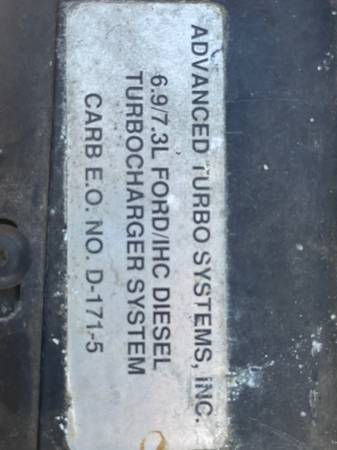 ADVANCED TURBO SYSTEMS, INC.
6.9/7.3L FORD/IHC DIESEL
TURBOCHARGER SYSTEM
CARB E.O. NO. D-171-5